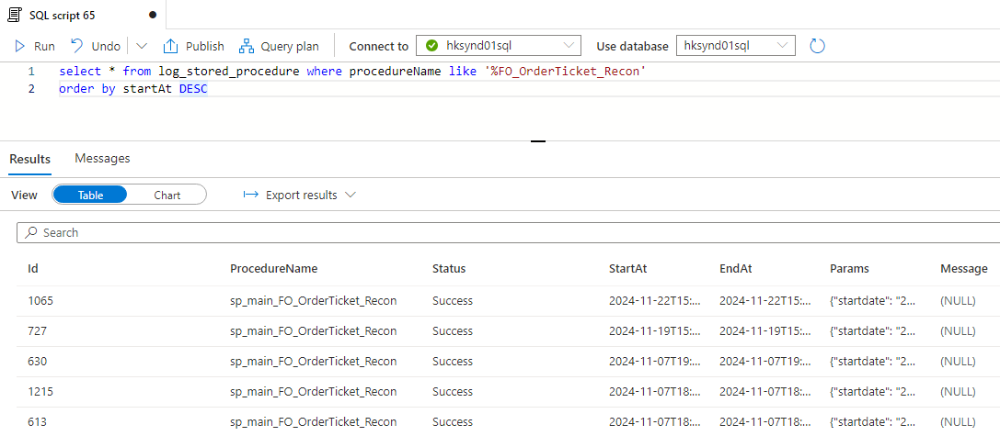 SQL script 65
Run Undo Publish Query plan Connect to hksynd01sql Use database hksynd01sql
1 select * from log_stored_procedure where procedureName like '%FO_OrderTicket_Recon'
2 order by startAt DESC
Results Messages
View Table Chart Export results
Search
Id ProcedureName Status StartAt EndAt Params Message
1065 sp_main_FO_OrderTicket_Recon Success 2024-11-22T15:... 2024-11-22T15:... {"startdate": "2... (NULL)
727 sp_main_FO_OrderTicket_Recon Success 2024-11-19T15:... 2024-11-19T15:... {"startdate": "2... (NULL)
630 sp_main_FO_OrderTicket_Recon Success 2024-11-07T19:... 2024-11-07T19:... {"startdate": "2... (NULL)
1215 sp_main_FO_OrderTicket_Recon Success 2024-11-07T18:... 2024-11-07T18:... {"startdate": "2... (NULL)
613 sp_main_FO_OrderTicket_Recon Success 2024-11-07T18:... 2024-11-07T18:... {"startdate": "2... (NULL)